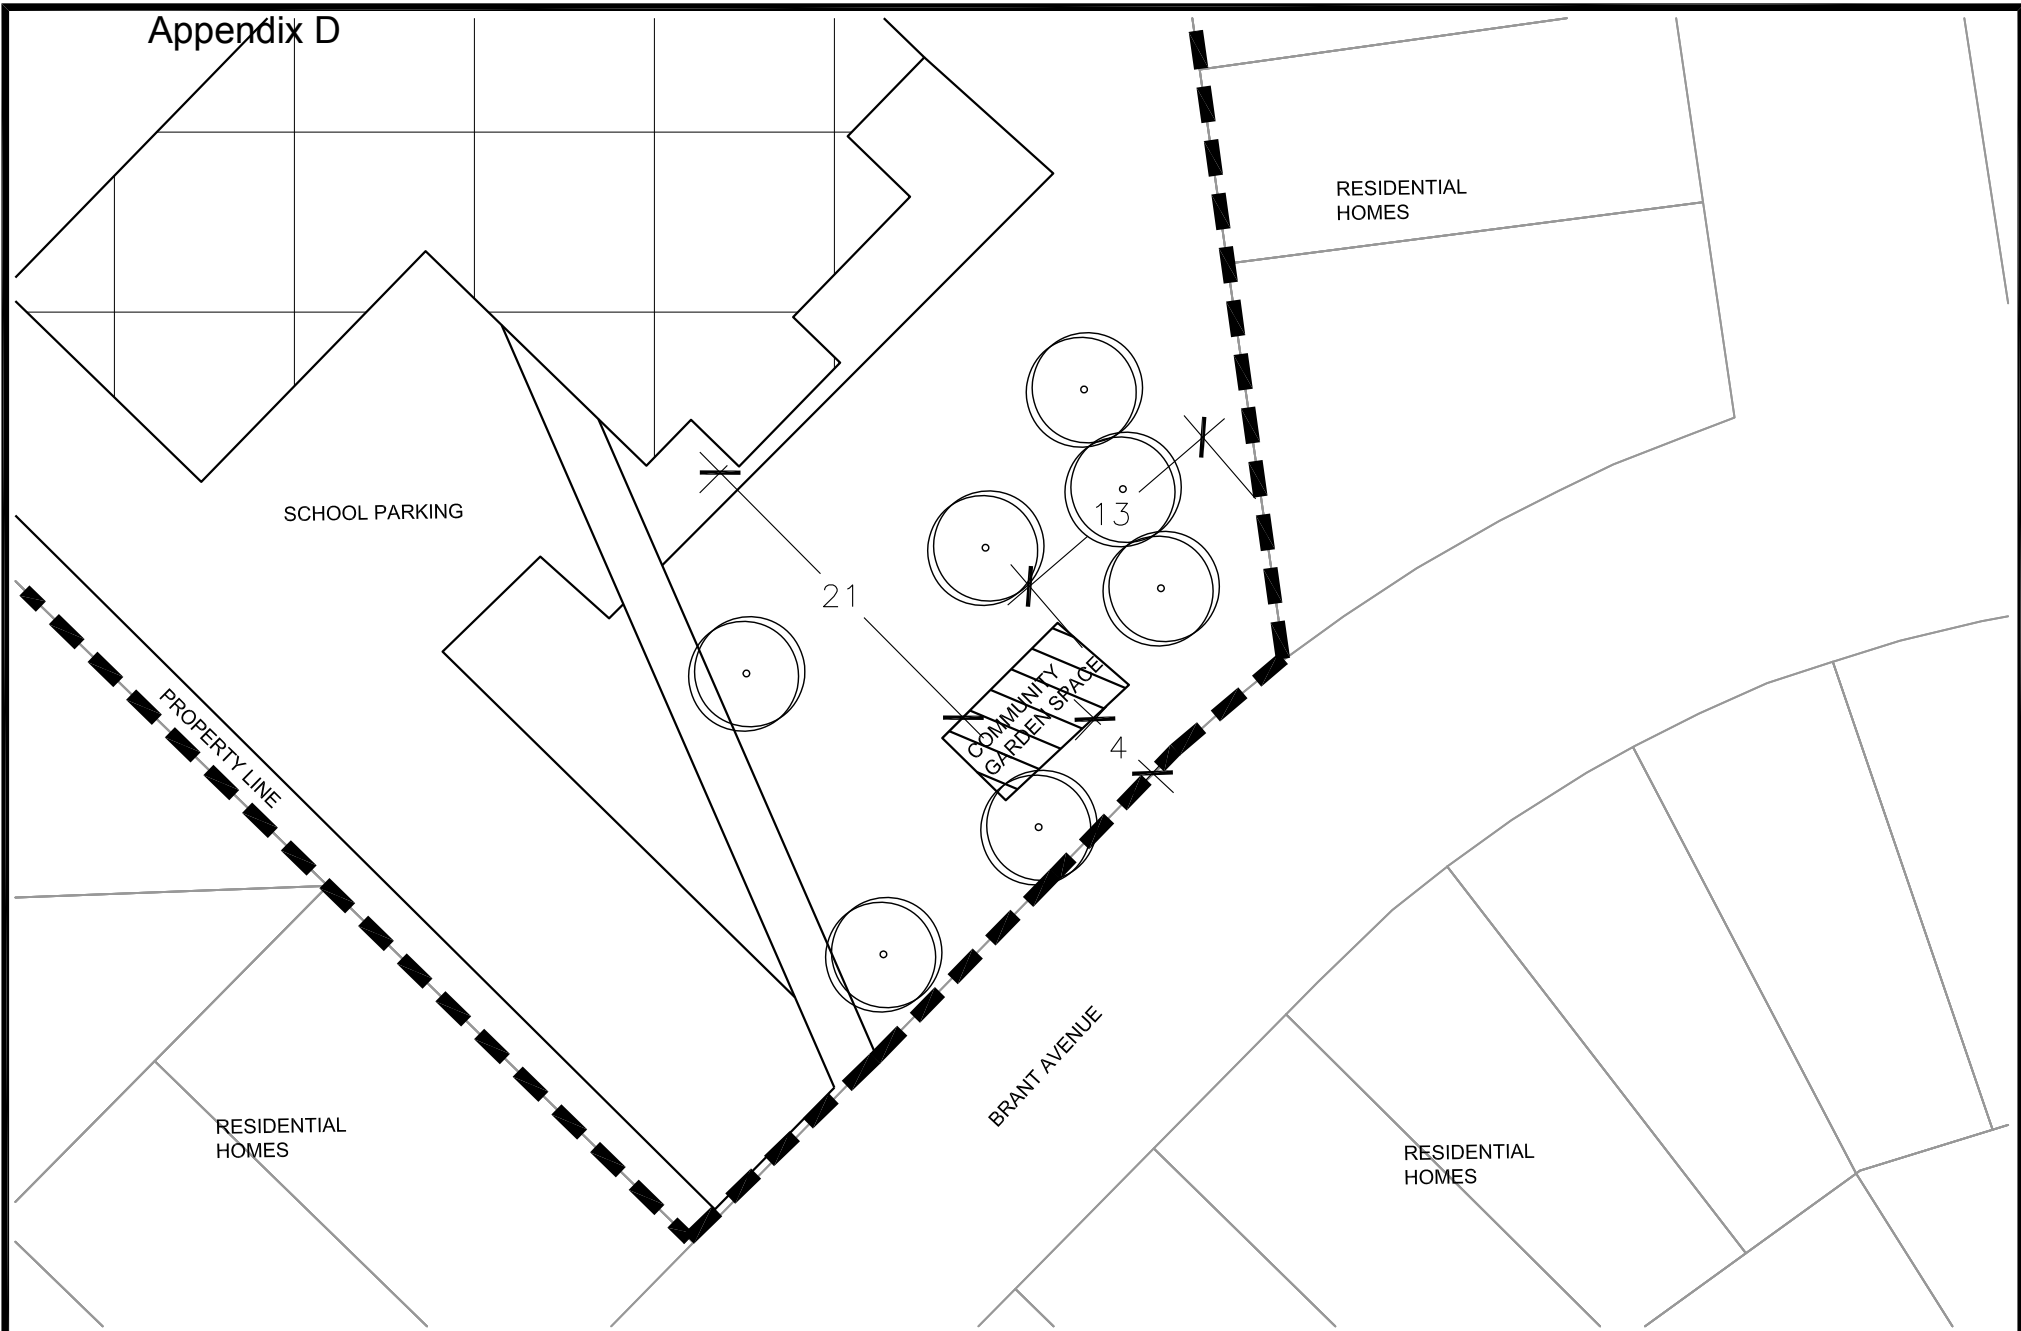 Appendix D
RESIDENTIAL
HOMES
SCHOOL PARKING
13
21
COMMUNITY
GARDEN SPACE
4
PROPERTY LINE
BRANT AVENUE
RESIDENTIAL
HOMES
RESIDENTIAL
HOMES